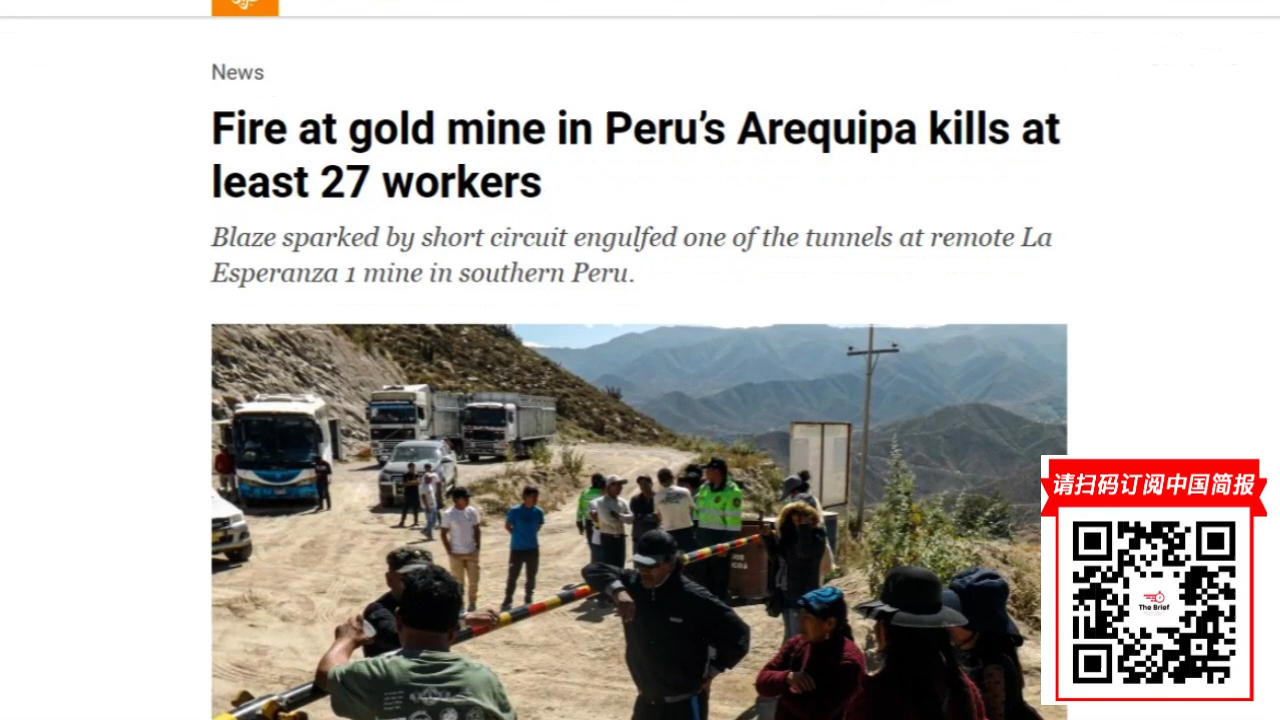 News
Fire at gold mine in Peru’s Arequipa kills at
least 27 workers
Blaze sparked by short circuit engulfed one of the tunnels at remote La
Esperanza 1 mine in southern Peru.
请扫码订阅中国简报
The Brief